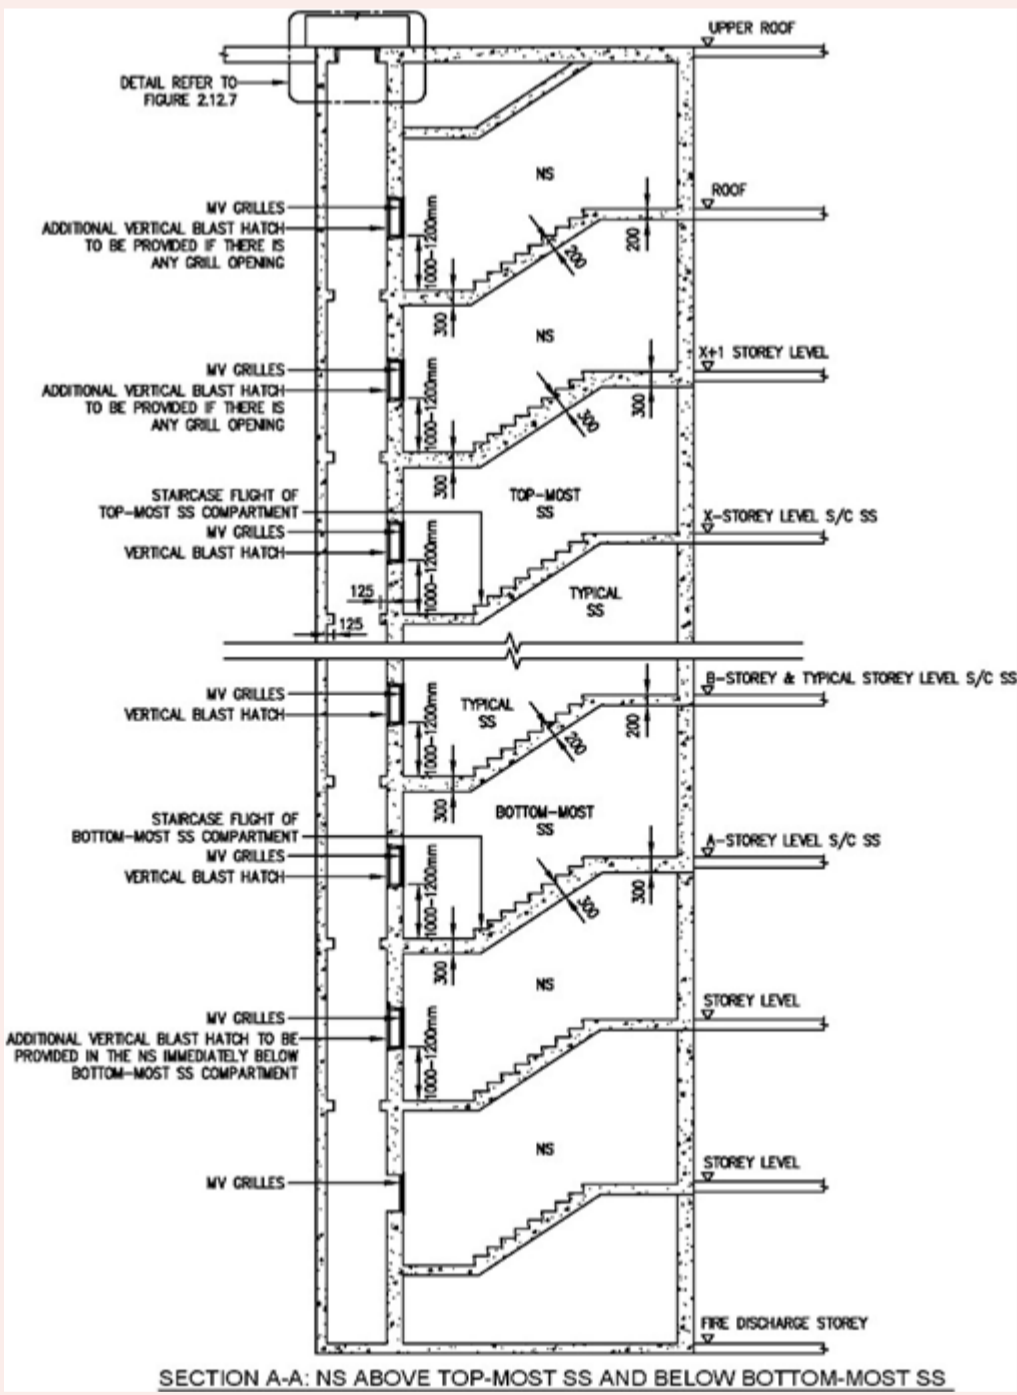 UPPER ROOF
DETAIL REFER TO
FIGURE 2.12.7
NS
ROOF
MV GRILLES
ADDITIONAL VERTICAL BLAST HATCH
TO BE PROVIDED IF THERE IS
ANY GRILL OPENING
1000-1200mm
200
200
300
NS
X+1 STOREY LEVEL
MV GRILLES
ADDITIONAL VERTICAL BLAST HATCH
TO BE PROVIDED IF THERE IS
ANY GRILL OPENING
1000-1200mm
300
300
300
STAIRCASE FLIGHT OF
TOP-MOST SS COMPARTMENT
TOP-MOST
SS
X-STOREY LEVEL S/C SS
MV GRILLES
VERTICAL BLAST HATCH
1000-1200mm
125
125
TYPICAL
SS
B-STOREY & TYPICAL STOREY LEVEL S/C SS
MV GRILLES
VERTICAL BLAST HATCH
1000-1200mm
TYPICAL
SS
200
200
300
STAIRCASE FLIGHT OF
BOTTOM-MOST SS COMPARTMENT
BOTTOM-MOST
SS
A-STOREY LEVEL S/C SS
MV GRILLES
VERTICAL BLAST HATCH
1000-1200mm
300
300
300
NS
STOREY LEVEL
MV GRILLES
ADDITIONAL VERTICAL BLAST HATCH TO BE
PROVIDED IN THE NS IMMEDIATELY BELOW
BOTTOM-MOST SS COMPARTMENT
1000-1200mm
NS
STOREY LEVEL
MV GRILLES
FIRE DISCHARGE STOREY
SECTION A-A: NS ABOVE TOP-MOST SS AND BELOW BOTTOM-MOST SS